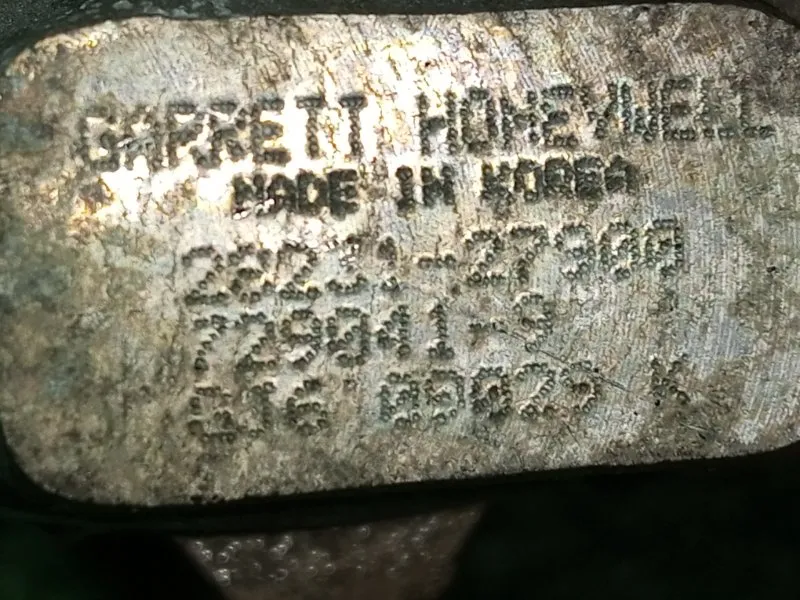 GARRETT HONEYWELL
MADE IN KOREA
28231-27900
729041-9
K